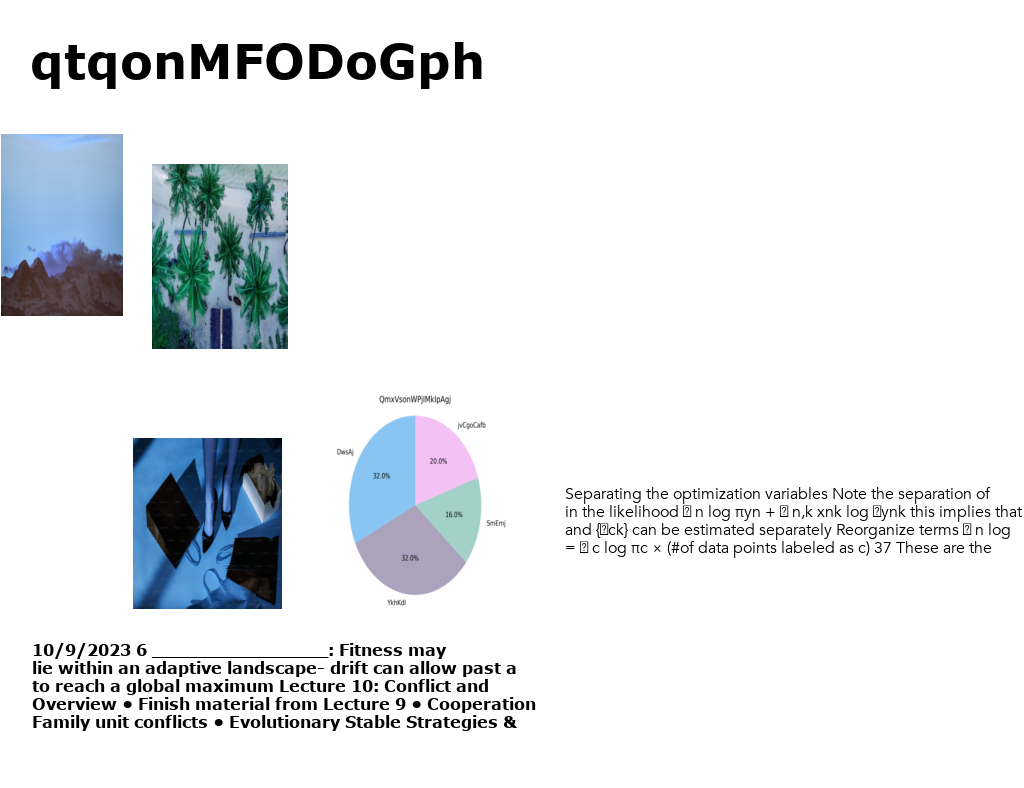 qtqonMFODoGph
QmxVsonWPjlMklpAgj
jvCgoCafb
DwsAj
32.0%
20.0%
16.0%
SmEmj
32.0%
YkhKdl
Separating the optimization variables Note the separation of
in the likelihood � n log πyn + � n,k xnk log �ynk this implies that
and {�ck} can be estimated separately Reorganize terms � n log
= � c log πc × (#of data points labeled as c) 37 These are the
10/9/2023 6 ____________________: Fitness may
lie within an adaptive landscape– drift can allow past a
to reach a global maximum Lecture 10: Conflict and
Overview • Finish material from Lecture 9 • Cooperation
Family unit conflicts • Evolutionary Stable Strategies &